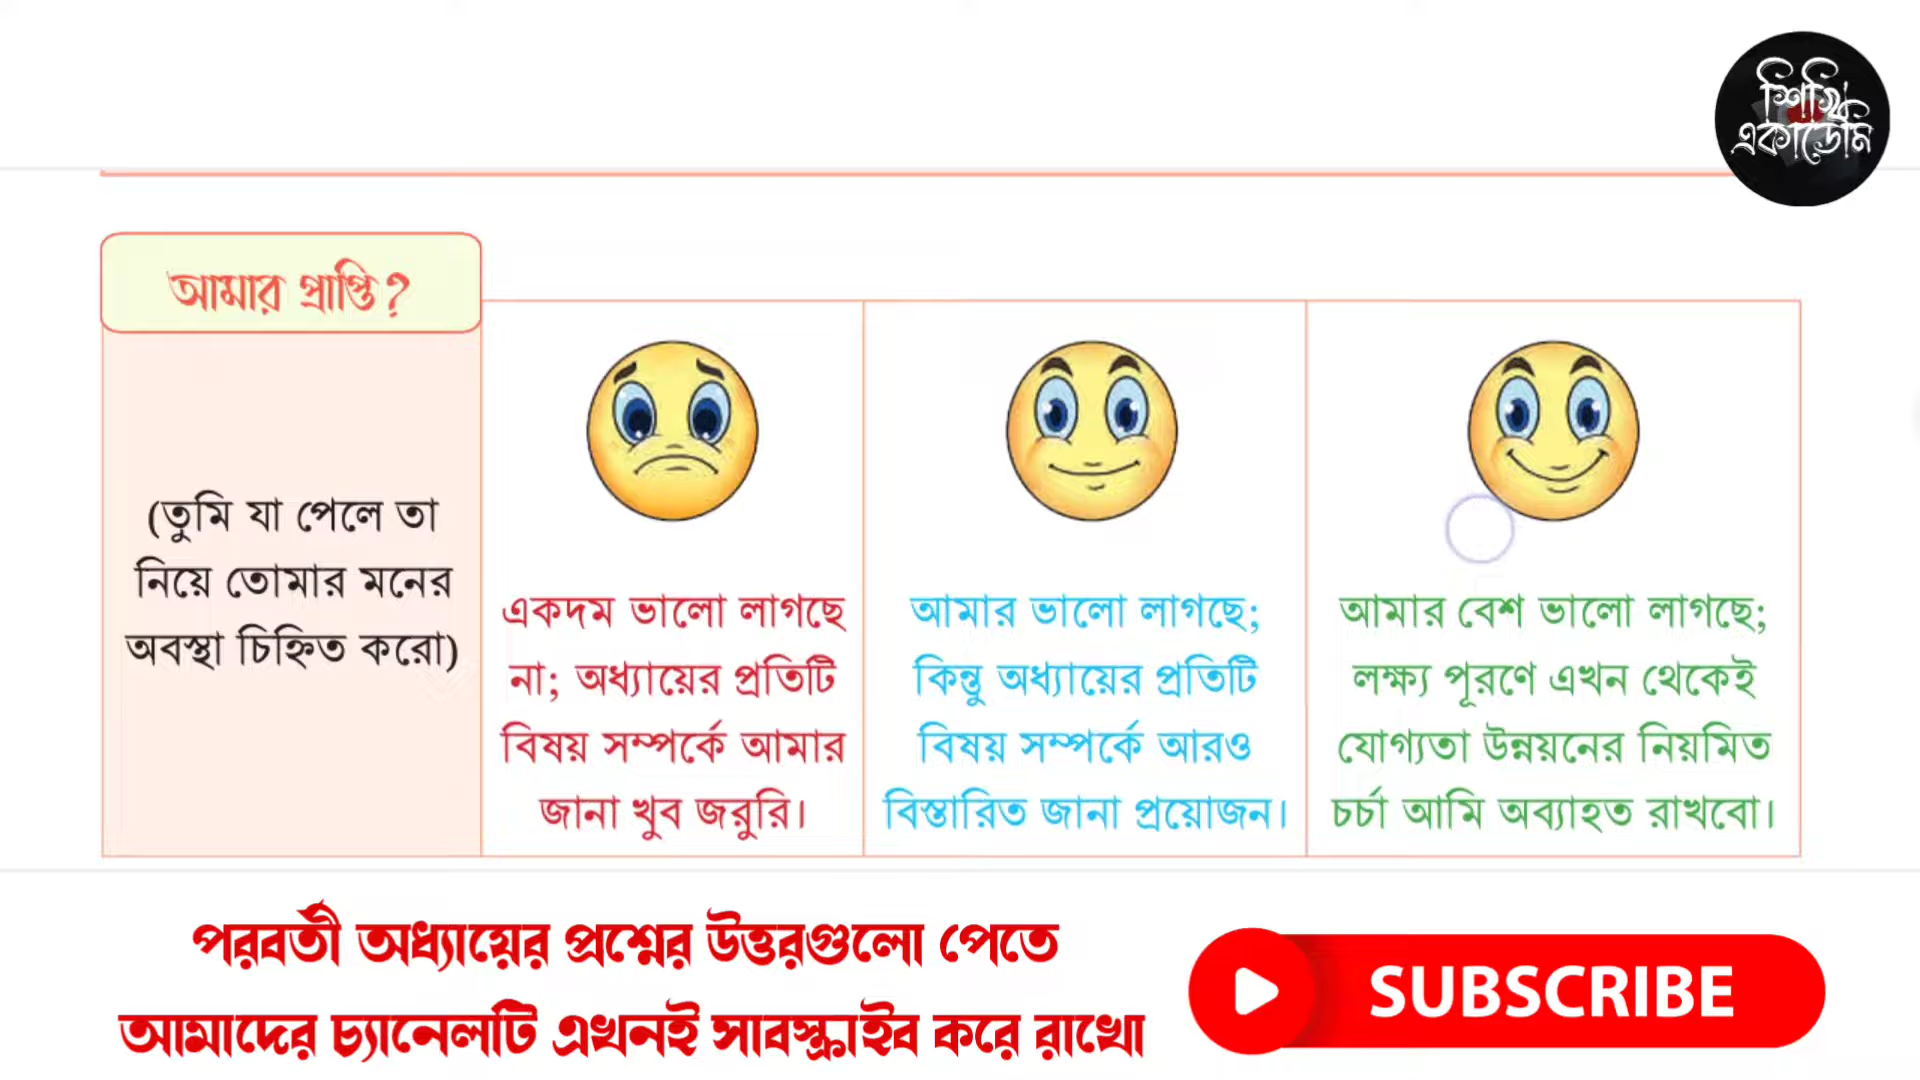 শিখি
একাডেমি
আমার প্রাপ্তি?
(তুমি যা পেলে তা
নিয়ে তোমার মনের
অবস্থা চিহ্নিত করো)
একদম ভালো লাগছে
না; অধ্যায়ের প্রতিটি
বিষয় সম্পর্কে আমার
জানা খুব জরুরি।
আমার ভালো লাগছে;
কিন্তু অধ্যায়ের প্রতিটি
বিষয় সম্পর্কে আরও
বিস্তারিত জানা প্রয়োজন।
আমার বেশ ভালো লাগছে;
লক্ষ্য পূরণে এখন থেকেই
যোগ্যতা উন্নয়নের নিয়মিত
চর্চা আমি অব্যাহত রাখবো।
পরবর্তী অধ্যায়ের প্রশ্নের উত্তরগুলো পেতে
আমাদের চ্যানেলটি এখনই সাবস্ক্রাইব করে রাখো
SUBSCRIBE